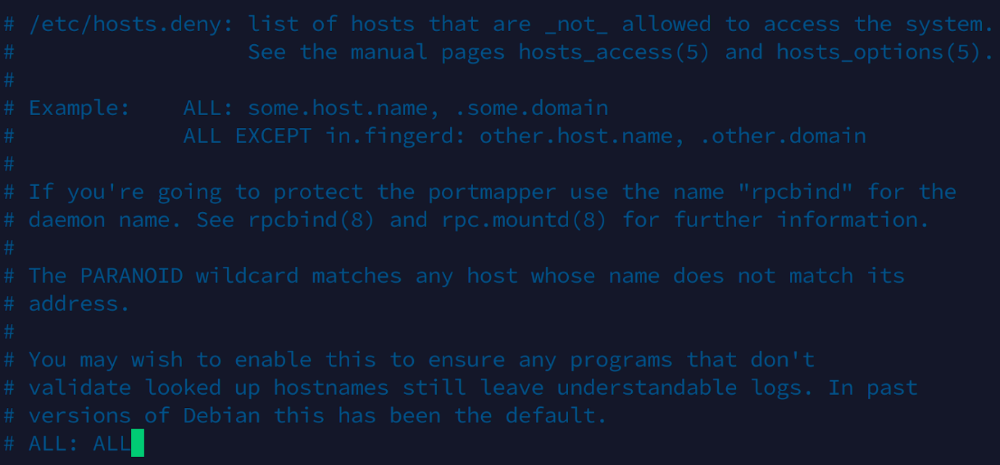 # /etc/hosts.deny: list of hosts that are _not_ allowed to access the system.
#                  See the manual pages hosts_access(5) and hosts_options(5).
#
# Example:    ALL: some.host.name, .some.domain
#             ALL EXCEPT in.fingerd: other.host.name, .other.domain
#
# If you're going to protect the portmapper use the name "rpcbind" for the
# daemon name. See rpcbind(8) and rpc.mountd(8) for further information.
#
# The PARANOID wildcard matches any host whose name does not match its
# address.
#
# You may wish to enable this to ensure any programs that don't
# validate looked up hostnames still leave understandable logs. In past
# versions of Debian this has been the default.
# ALL: ALL